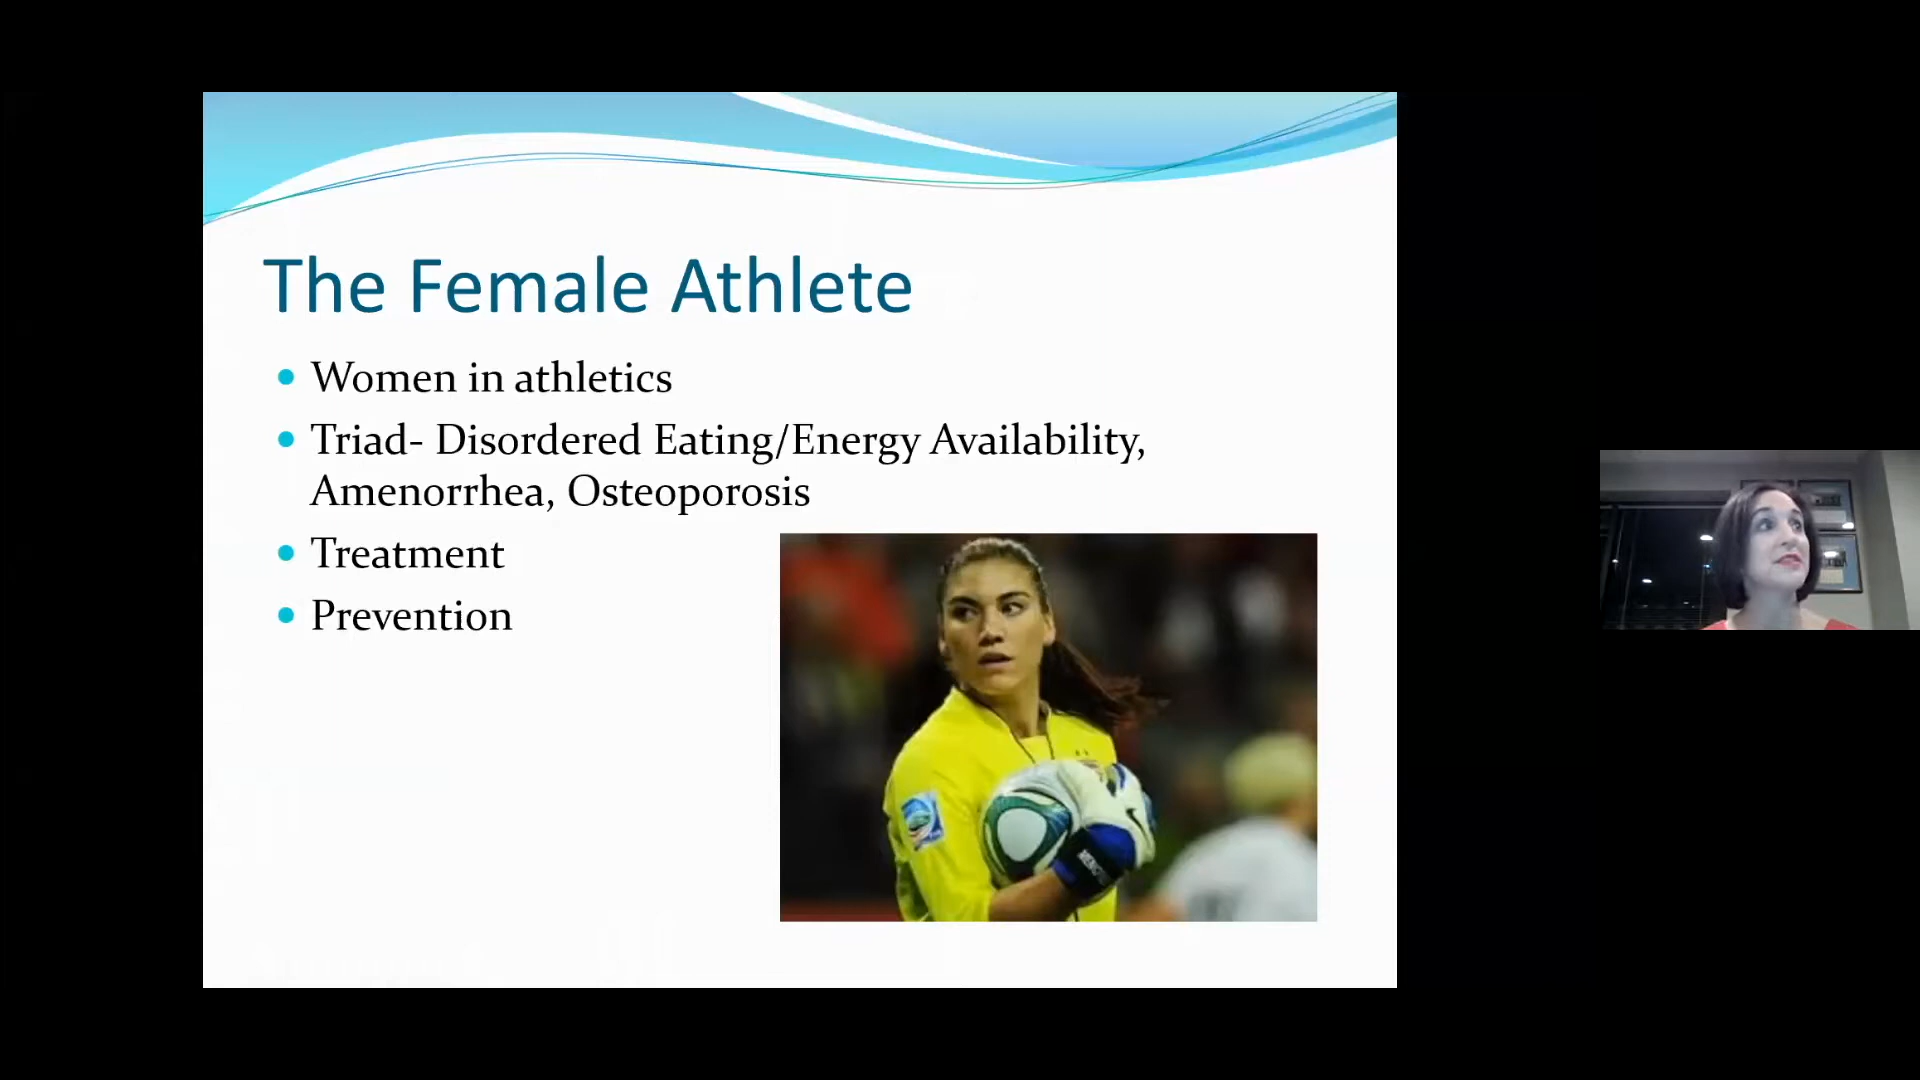 The Female Athlete
Women in athletics
Triad- Disordered Eating/Energy Availability,
Amenorrhea, Osteoporosis
Treatment
Prevention